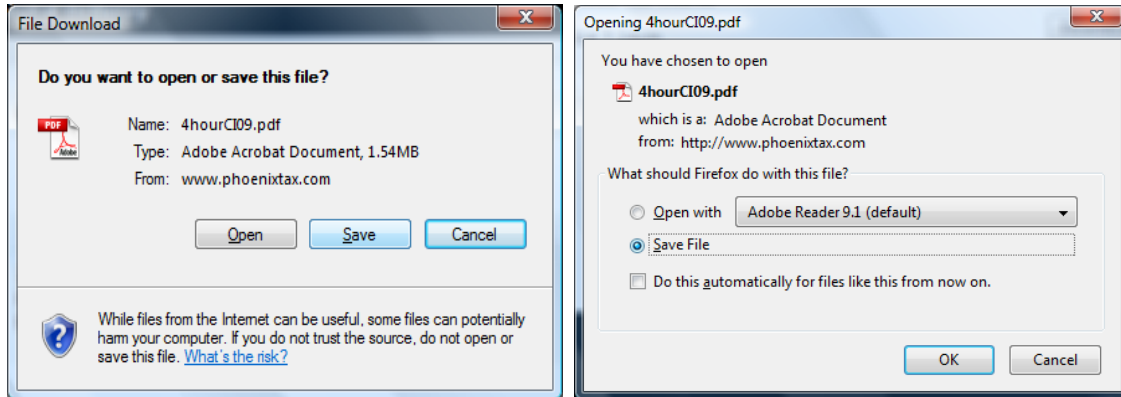 File Download
Do you want to open or save this file?
PDF
Adobe
Name: 4hourCI09.pdf
Type: Adobe Acrobat Document, 1.54MB
From: www.phoenixtax.com
Open Save Cancel
While files from the Internet can be useful, some files can potentially
harm your computer. If you do not trust the source, do not open or
save this file. What's the risk?
Opening 4hourCI09.pdf
You have chosen to open
4hourCI09.pdf
which is a: Adobe Acrobat Document
from: http://www.phoenixtax.com
What should Firefox do with this file?
Open with Adobe Reader 9.1 (default)
Save File
Do this automatically for files like this from now on.
OK Cancel